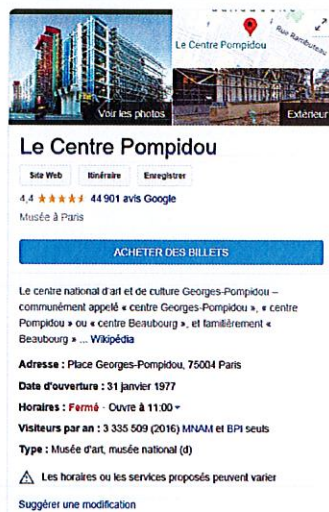 Le Centre Pompidou
Rue Rambuteau
Voir les photos
Extérieur
Le Centre Pompidou
Site Web
Itinéraire
Enregistrer
4,4 ★★★★★ 44 901 avis Google
Musée à Paris
ACHETER DES BILLETS
Le centre national d'art et de culture Georges-Pompidou –
communément appelé « centre Georges-Pompidou », « centre
Pompidou » ou « centre Beaubourg », et familièrement «
Beaubourg » ... Wikipédia
Adresse : Place Georges-Pompidou, 75004 Paris
Date d'ouverture : 31 janvier 1977
Horaires : Fermé · Ouvre à 11:00
Visiteurs par an : 3 335 509 (2016) MNAM et BPI seuls
Type : Musée d'art, musée national (d)
Les horaires ou les services proposés peuvent varier
Suggérer une modification